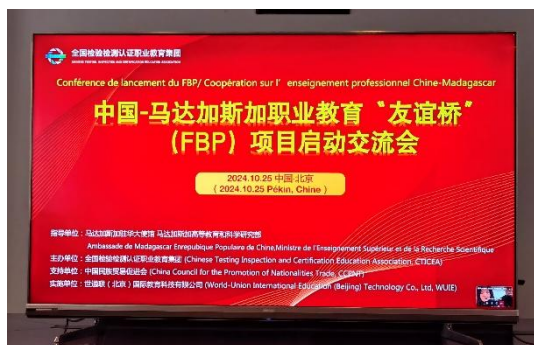 全国检验检测认证职业教育集团
Conférence de lancement du FBP/ Coopération sur l' enseignement professionnel Chine-Madagascar
中国-马达加斯加职业教育“友谊桥”
（FBP）项目启动交流会
2024.10.25 中国·北京
( 2024.10.25 Pékin, Chine )
指导单位：马达加斯加驻华大使馆 马达加斯加高等教育和科学研究部
Ambassade de Madagascar Enrepubique Populaire de Chine,Ministre de l'Enseignement Supérieur et de la Recherche Scientifique
主办单位：全国检验检测认证职业教育集团 (Chinese Testing Inspection and Certification Education Association, CTICEA)
支持单位：中国民族贸易促进会 (China Council for the Promotion of Nationalities Trade, CCPNT)
实施单位：世道联（北京）国际教育科技有限公司 (World-Union International Education (Beijing) Technology Co., Ltd, WUIE)